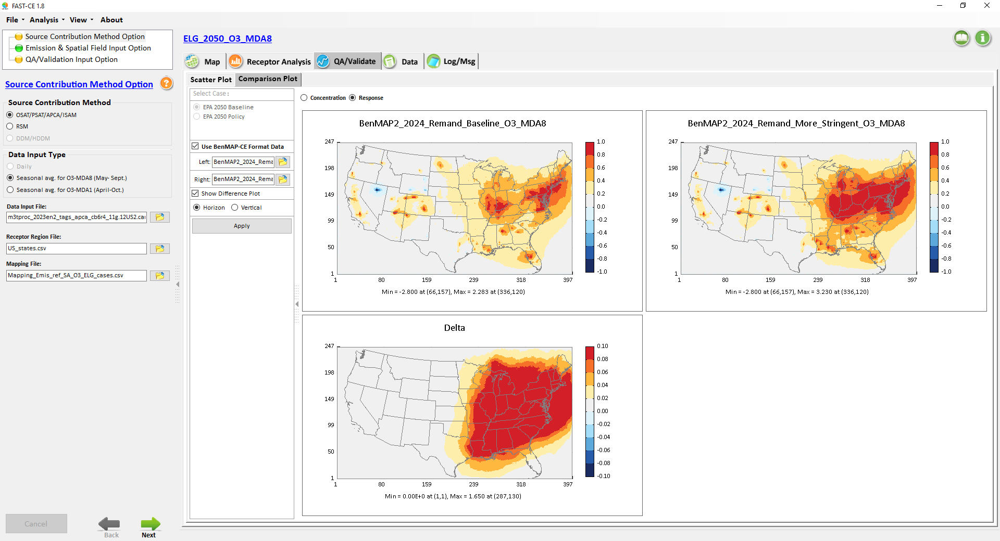 FAST-CE 1.8
File Analysis View About
Source Contribution Method Option
Emission & Spatial Field Input Option
QA/Validation Input Option
Source Contribution Method Option
Source Contribution Method
OSAT/PSAT/APCA/ISAM
RSM
DDM/HDDM
Data Input Type
Daily
Seasonal avg. for O3-MDA8 (May- Sept.)
Seasonal avg. for O3-MDA1 (April-Oct.)
Data Input File:
m3tproc_2023en2_tags_apca_cb6r4_11g.12US2.cai
Receptor Region File:
US_states.csv
Mapping File:
Mapping_Emis_ref_SA_O3_ELG_cases.csv
Cancel
Back
Next
ELG_2050_O3_MDA8
Map Receptor Analysis QA/Validate Data Log/Msg
Scatter Plot Comparison Plot
Select Case:
EPA 2050 Baseline
EPA 2050 Policy
Use BenMAP-CE Format Data
Left: BenMAP2_2024_Rema
Right: BenMAP2_2024_Rema
Show Difference Plot
Horizon Vertical
Apply
Concentration Response
BenMAP2_2024_Remand_Baseline_O3_MDA8
247
198
149
99
50
1
1 80 159 239 318 397
1.0
0.8
0.6
0.4
0.2
0.0
-0.2
-0.4
-0.6
-0.8
-1.0
Min = -2.800 at (66,157), Max = 2.283 at (336,120)
BenMAP2_2024_Remand_More_Stringent_O3_MDA8
247
198
149
99
50
1
1 80 159 239 318 397
1.0
0.8
0.6
0.4
0.2
0.0
-0.2
-0.4
-0.6
-0.8
-1.0
Min = -2.800 at (66,157), Max = 3.230 at (336,120)
Delta
247
198
149
99
50
1
1 80 159 239 318 397
0.10
0.08
0.06
0.04
0.02
0.00
-0.02
-0.04
-0.06
-0.08
-0.10
Min = 0.00E+0 at (1,1), Max = 1.650 at (287,130)